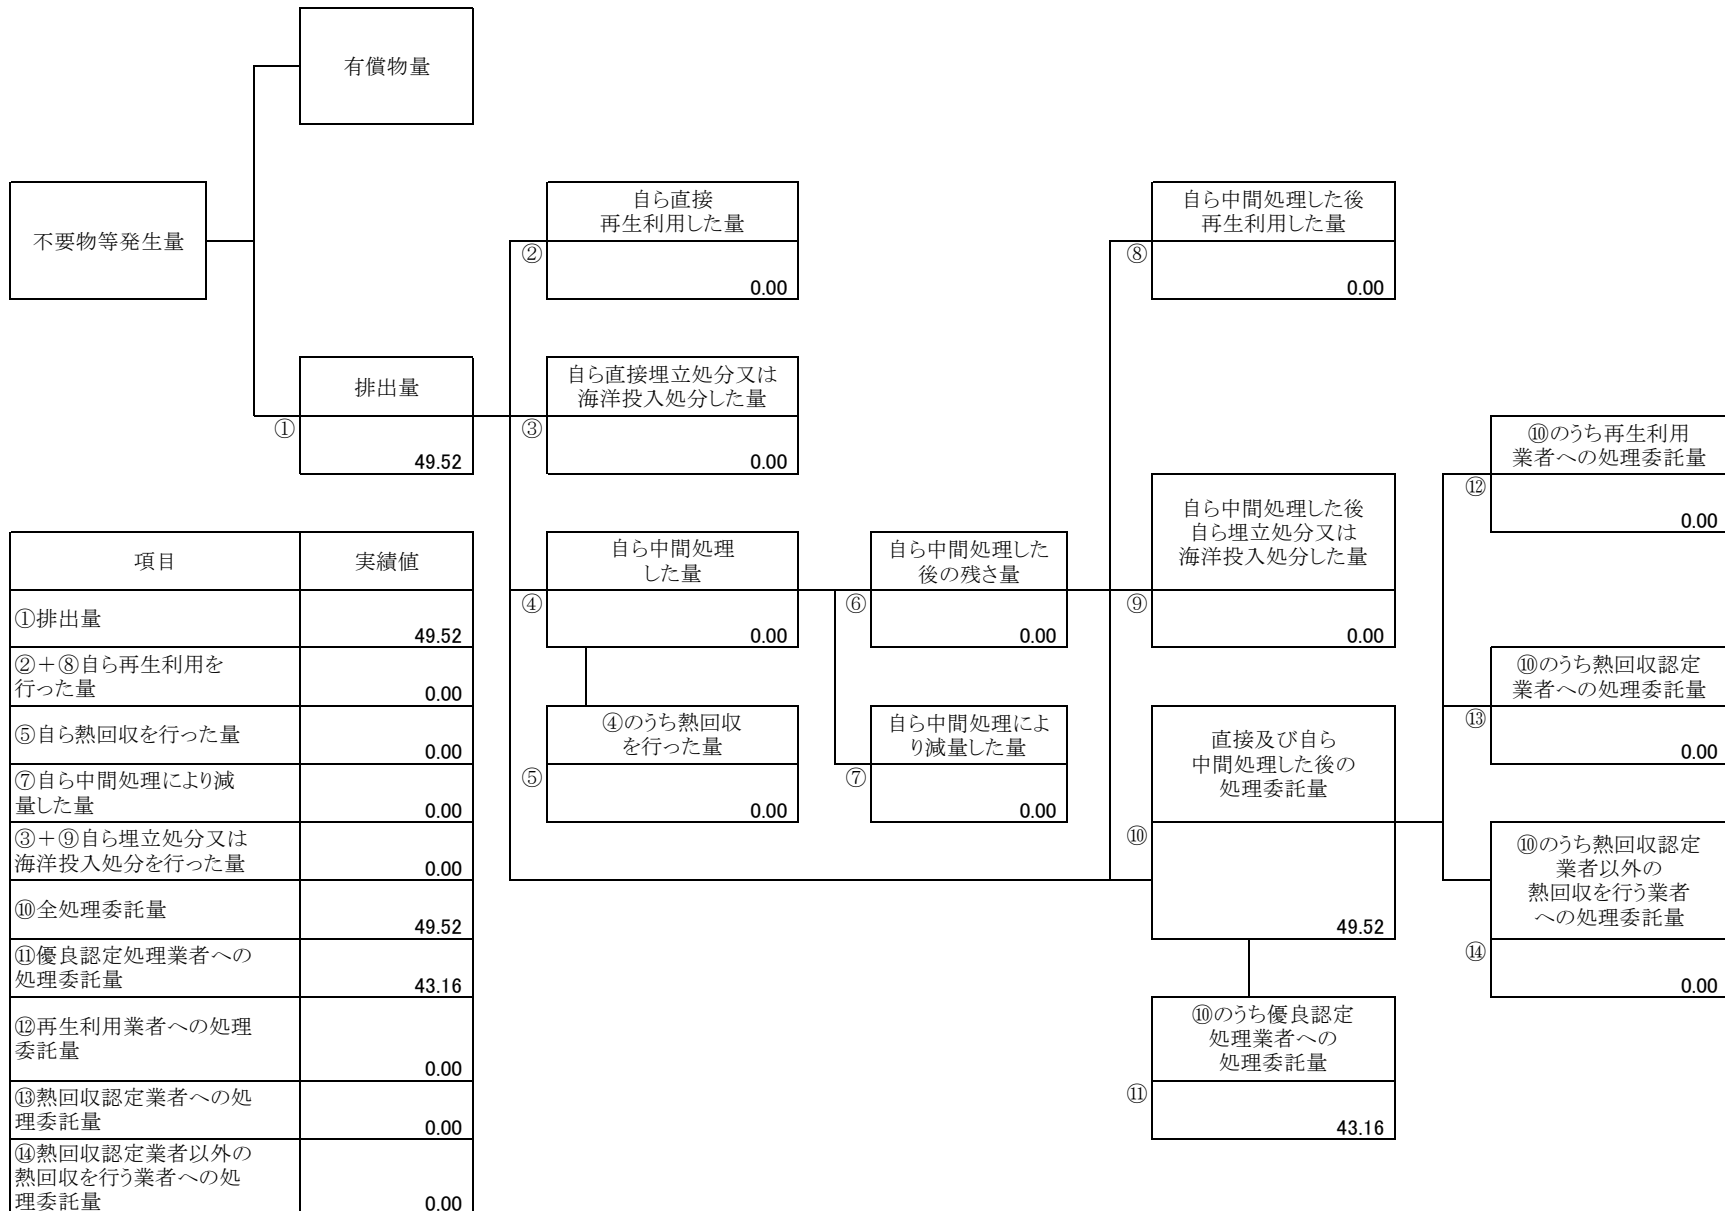 有償物量
不要物等発生量
自ら直接
再生利用した量
②
0.00
自ら中間処理した後
再生利用した量
⑧
0.00
排出量
①
49.52
自ら直接埋立処分又は
海洋投入処分した量
③
0.00
⑩のうち再生利用
業者への処理委託量
⑫
0.00
自ら中間処理
した量
④
0.00
自ら中間処理した
後の残さ量
⑥
0.00
自ら中間処理した後
自ら埋立処分又は
海洋投入処分した量
⑨
0.00
⑩のうち熱回収認定
業者への処理委託量
⑬
0.00
④のうち熱回収
を行った量
⑤
0.00
自ら中間処理によ
り減量した量
⑦
0.00
直接及び自ら
中間処理した後の
処理委託量
⑩
49.52
⑩のうち熱回収認定
業者以外の
熱回収を行う業者
への処理委託量
⑭
0.00
⑩のうち優良認定
処理業者への
処理委託量
⑪
43.16
項目 実績値
①排出量
49.52
②+⑧自ら再生利用を
行った量
0.00
⑤自ら熱回収を行った量
0.00
⑦自ら中間処理により減
量した量
0.00
③+⑨自ら埋立処分又は
海洋投入処分を行った量
0.00
⑩全処理委託量
49.52
⑪優良認定処理業者への
処理委託量
43.16
⑫再生利用業者への処理
委託量
0.00
⑬熱回収認定業者への処
理委託量
0.00
⑭熱回収認定業者以外の
熱回収を行う業者への処
理委託量
0.00